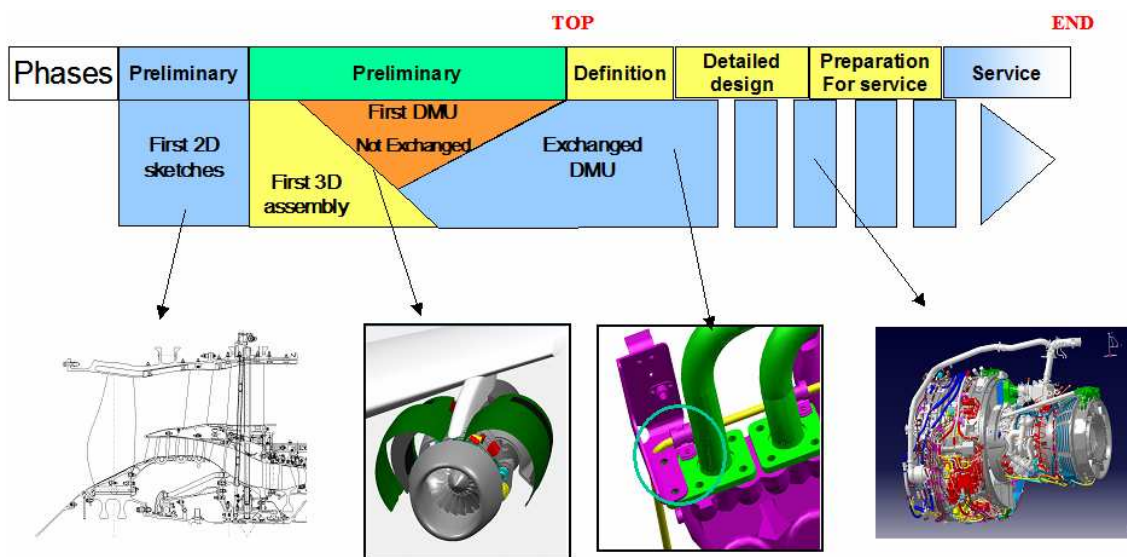 TOP
END
Phases
Preliminary
Preliminary
Definition
Detailed
design
Preparation
For service
Service
First 2D
sketches
First 3D
assembly
First DMU
Not Exchanged
Exchanged
DMU